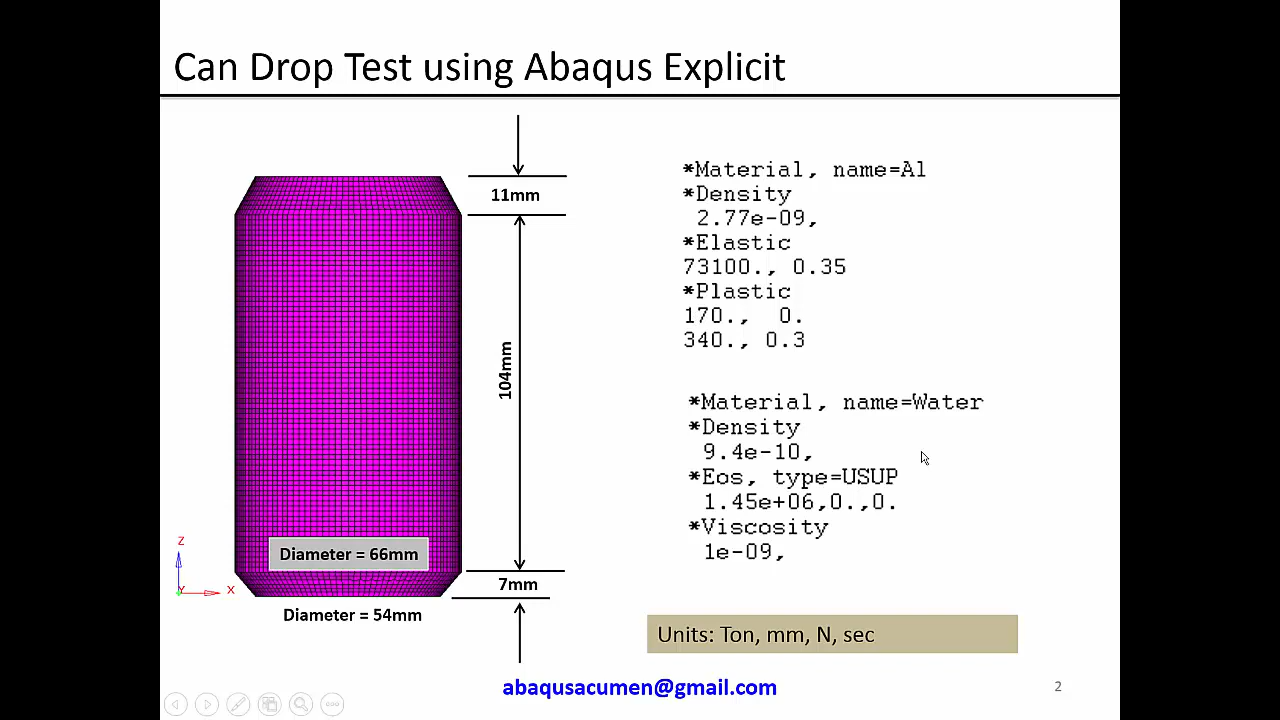 Can Drop Test using Abaqus Explicit
11mm
104mm
7mm
Diameter = 66mm
Diameter = 54mm
Z
Y
X
*Material, name=Al
*Density
2.77e-09,
*Elastic
73100., 0.35
*Plastic
170., 0.
340., 0.3
*Material, name=Water
*Density
9.4e-10,
*Eos, type=USUP
1.45e+06,0.,0.
*Viscosity
1e-09,
Units: Ton, mm, N, sec
abaqusacumen@gmail.com
2